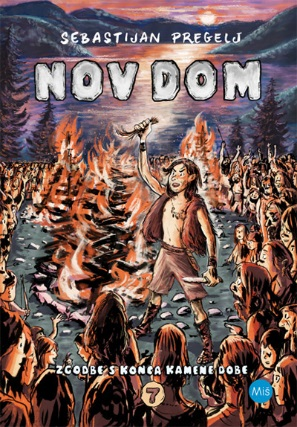 SEBASTIJAN PREGELJ
NOV DOM
ZGODBE S KONCA KAMENE DOBE
7
Miš